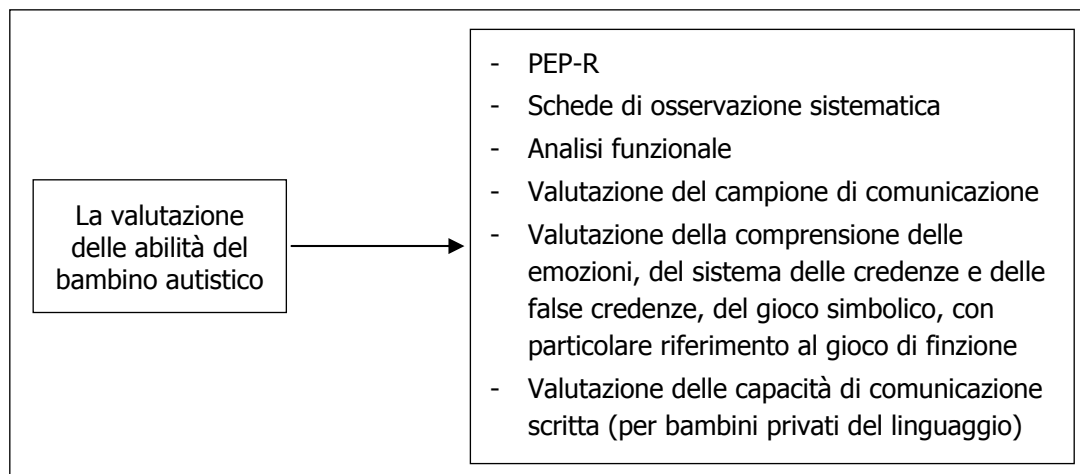 La valutazione
delle abilità del
bambino autistico
- PEP-R
- Schede di osservazione sistematica
- Analisi funzionale
- Valutazione del campione di comunicazione
- Valutazione della comprensione delle
emozioni, del sistema delle credenze e delle
false credenze, del gioco simbolico, con
particolare riferimento al gioco di finzione
- Valutazione delle capacità di comunicazione
scritta (per bambini privati del linguaggio)